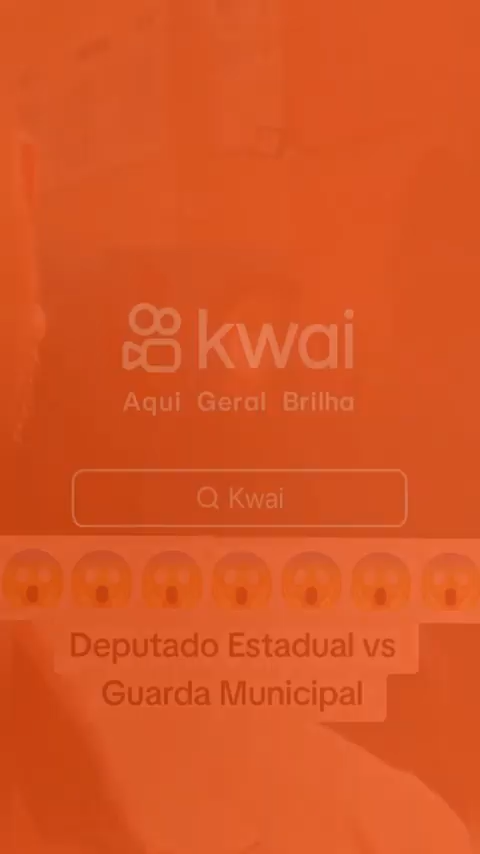 kwai
Aqui Geral Brilha
Kwai
Deputado Estadual vs
Guarda Municipal